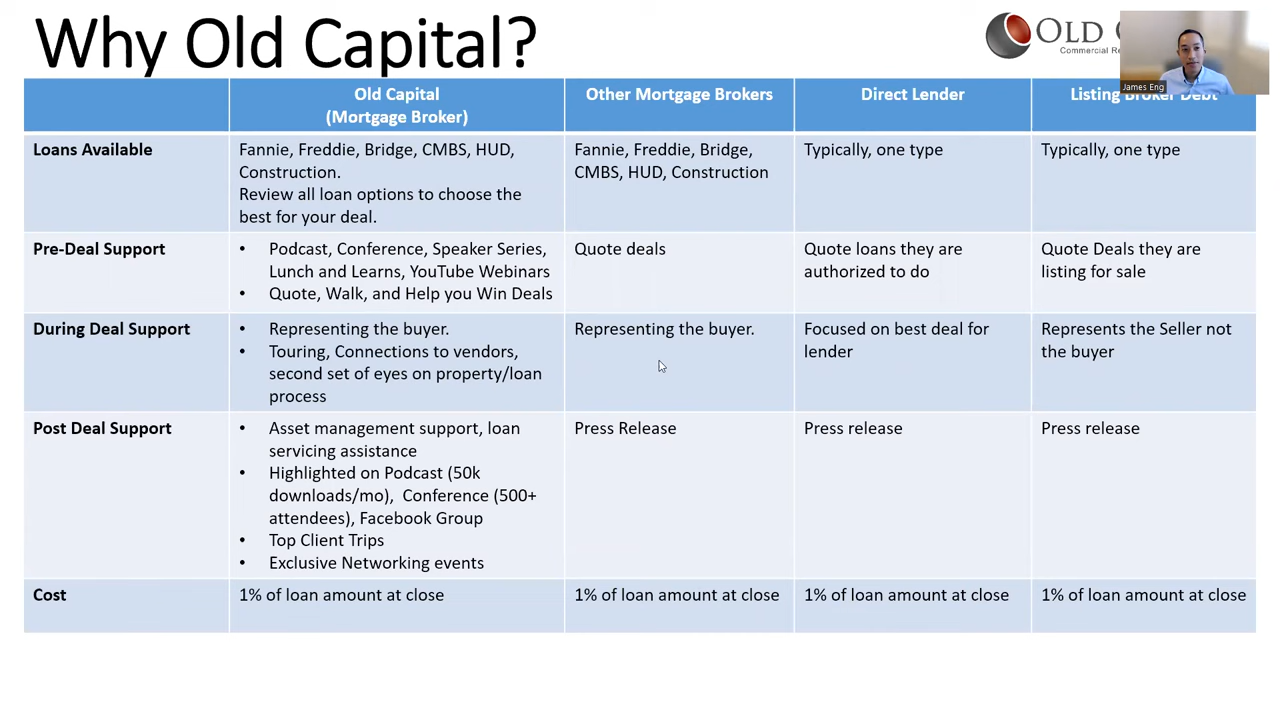 Why Old Capital?
OLD C
Commercial Re
James Eng
Old Capital
(Mortgage Broker)
Other Mortgage Brokers
Direct Lender
Listing Broker Debt
Loans Available
Fannie, Freddie, Bridge, CMBS, HUD,
Construction.
Review all loan options to choose the
best for your deal.
Fannie, Freddie, Bridge,
CMBS, HUD, Construction
Typically, one type
Typically, one type
Pre-Deal Support
• Podcast, Conference, Speaker Series,
Lunch and Learns, YouTube Webinars
• Quote, Walk, and Help you Win Deals
Quote deals
Quote loans they are
authorized to do
Quote Deals they are
listing for sale
During Deal Support
• Representing the buyer.
• Touring, Connections to vendors,
second set of eyes on property/loan
process
Representing the buyer.
Focused on best deal for
lender
Represents the Seller not
the buyer
Post Deal Support
• Asset management support, loan
servicing assistance
• Highlighted on Podcast (50k
downloads/mo), Conference (500+
attendees), Facebook Group
• Top Client Trips
• Exclusive Networking events
Press Release
Press release
Press release
Cost
1% of loan amount at close
1% of loan amount at close
1% of loan amount at close
1% of loan amount at close